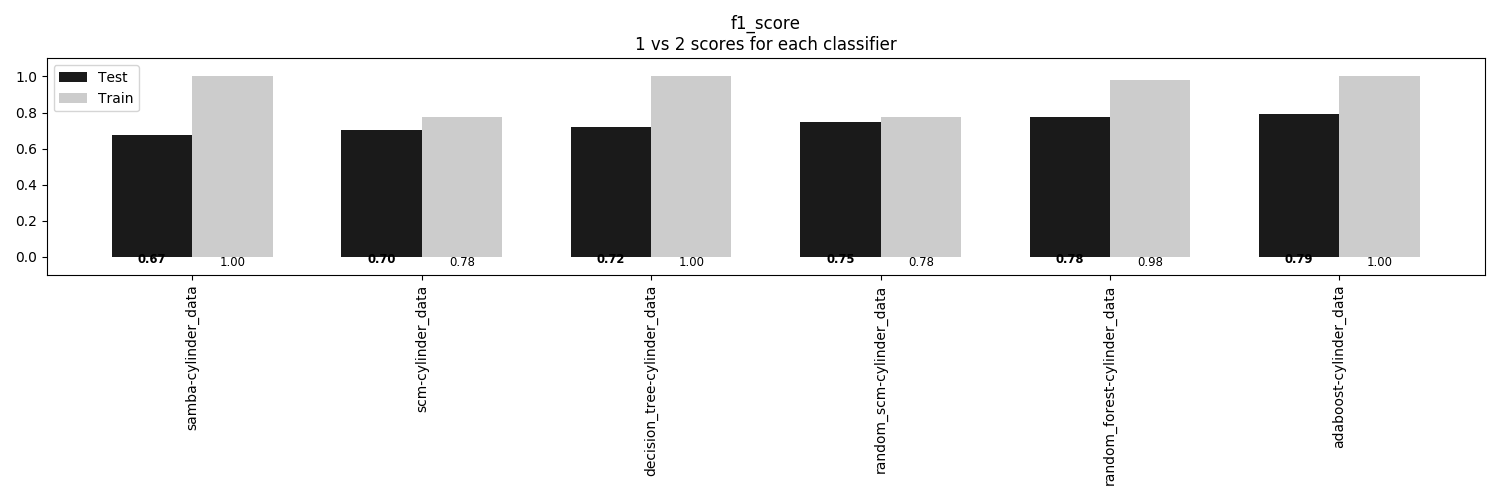 f1_score
1 vs 2 scores for each classifier
Test
Train
1.0
0.8
0.6
0.4
0.2
0.0
0.67
1.00
0.70
0.78
0.72
1.00
0.75
0.78
0.78
0.98
0.79
1.00
samba-cylinder_data
scm-cylinder_data
decision_tree-cylinder_data
random_scm-cylinder_data
random_forest-cylinder_data
adaboost-cylinder_data